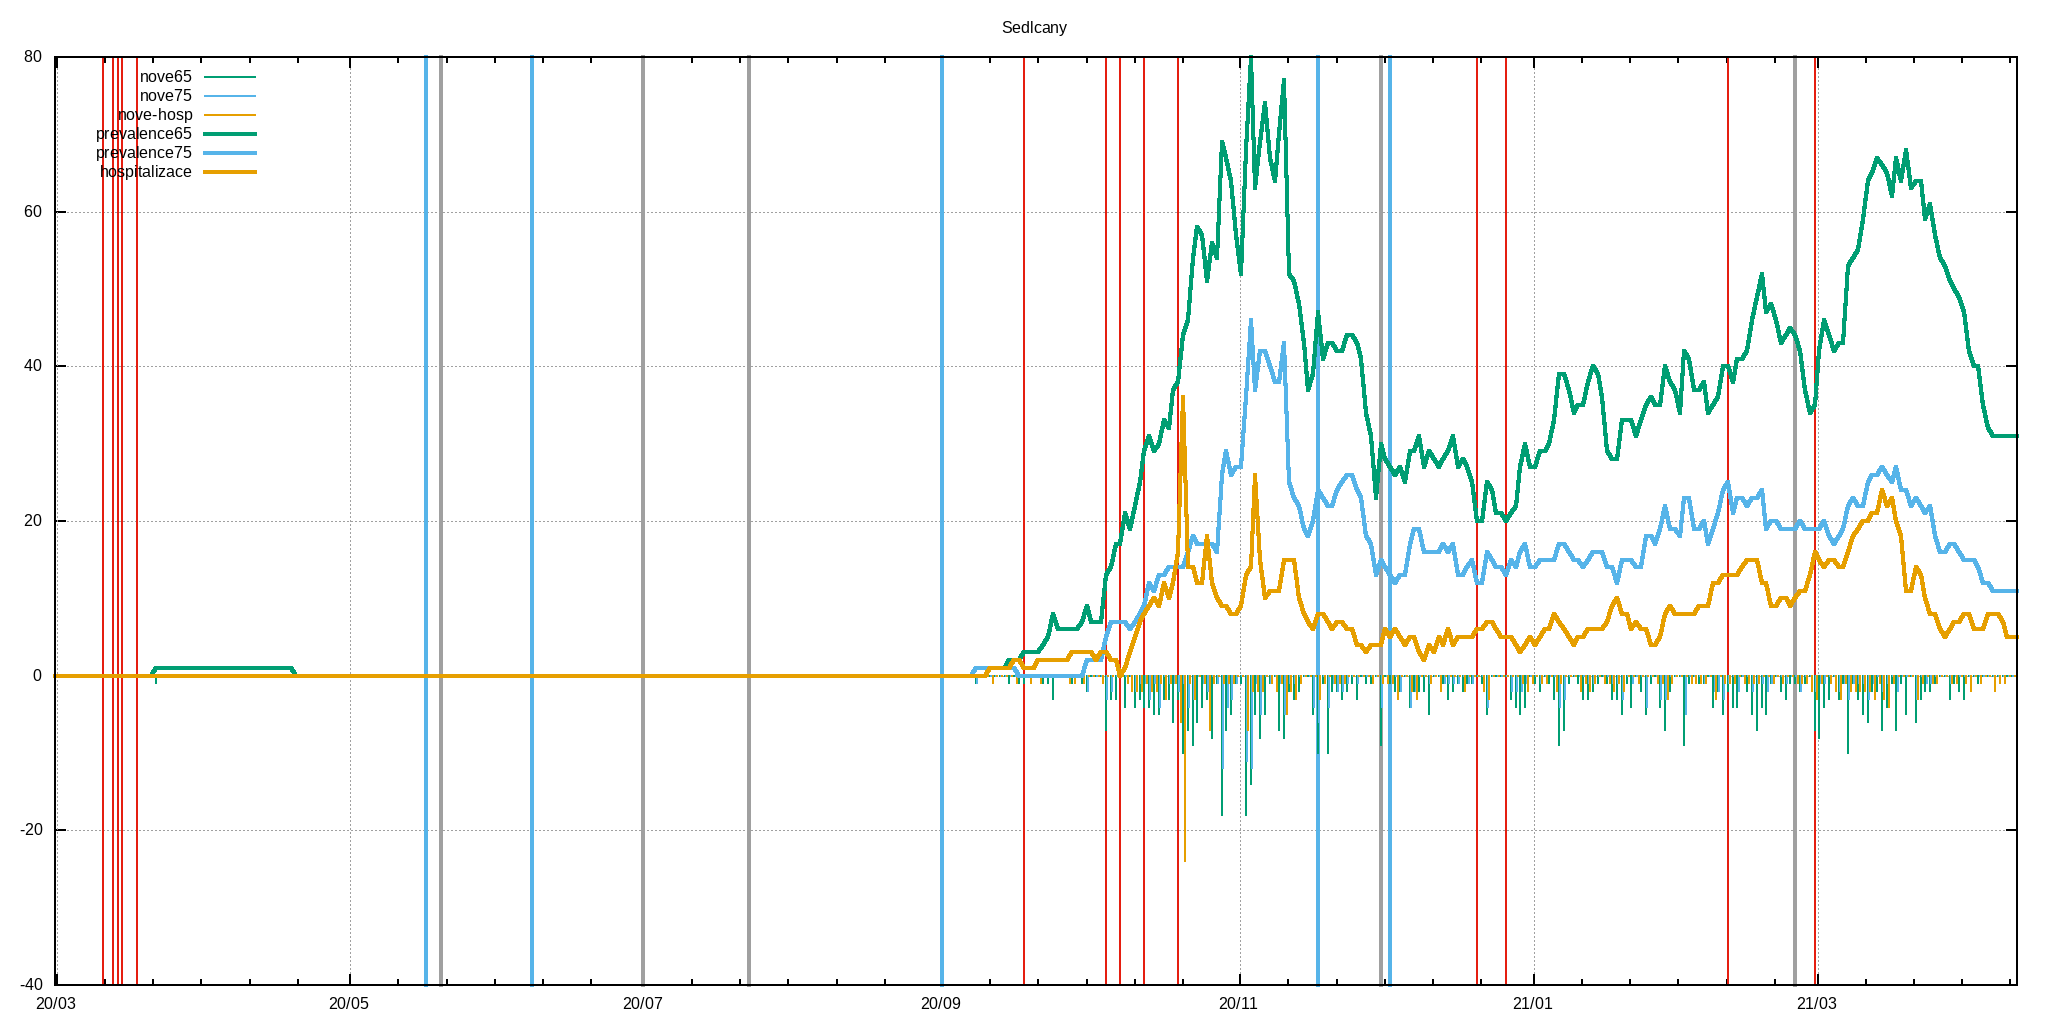 Sedlcany
80
60
40
20
0
-20
-40
nove65
nove75
nove-hosp
prevalence65
prevalence75
hospitalizace
20/03 20/05 20/07 20/09 20/11 21/01 21/03